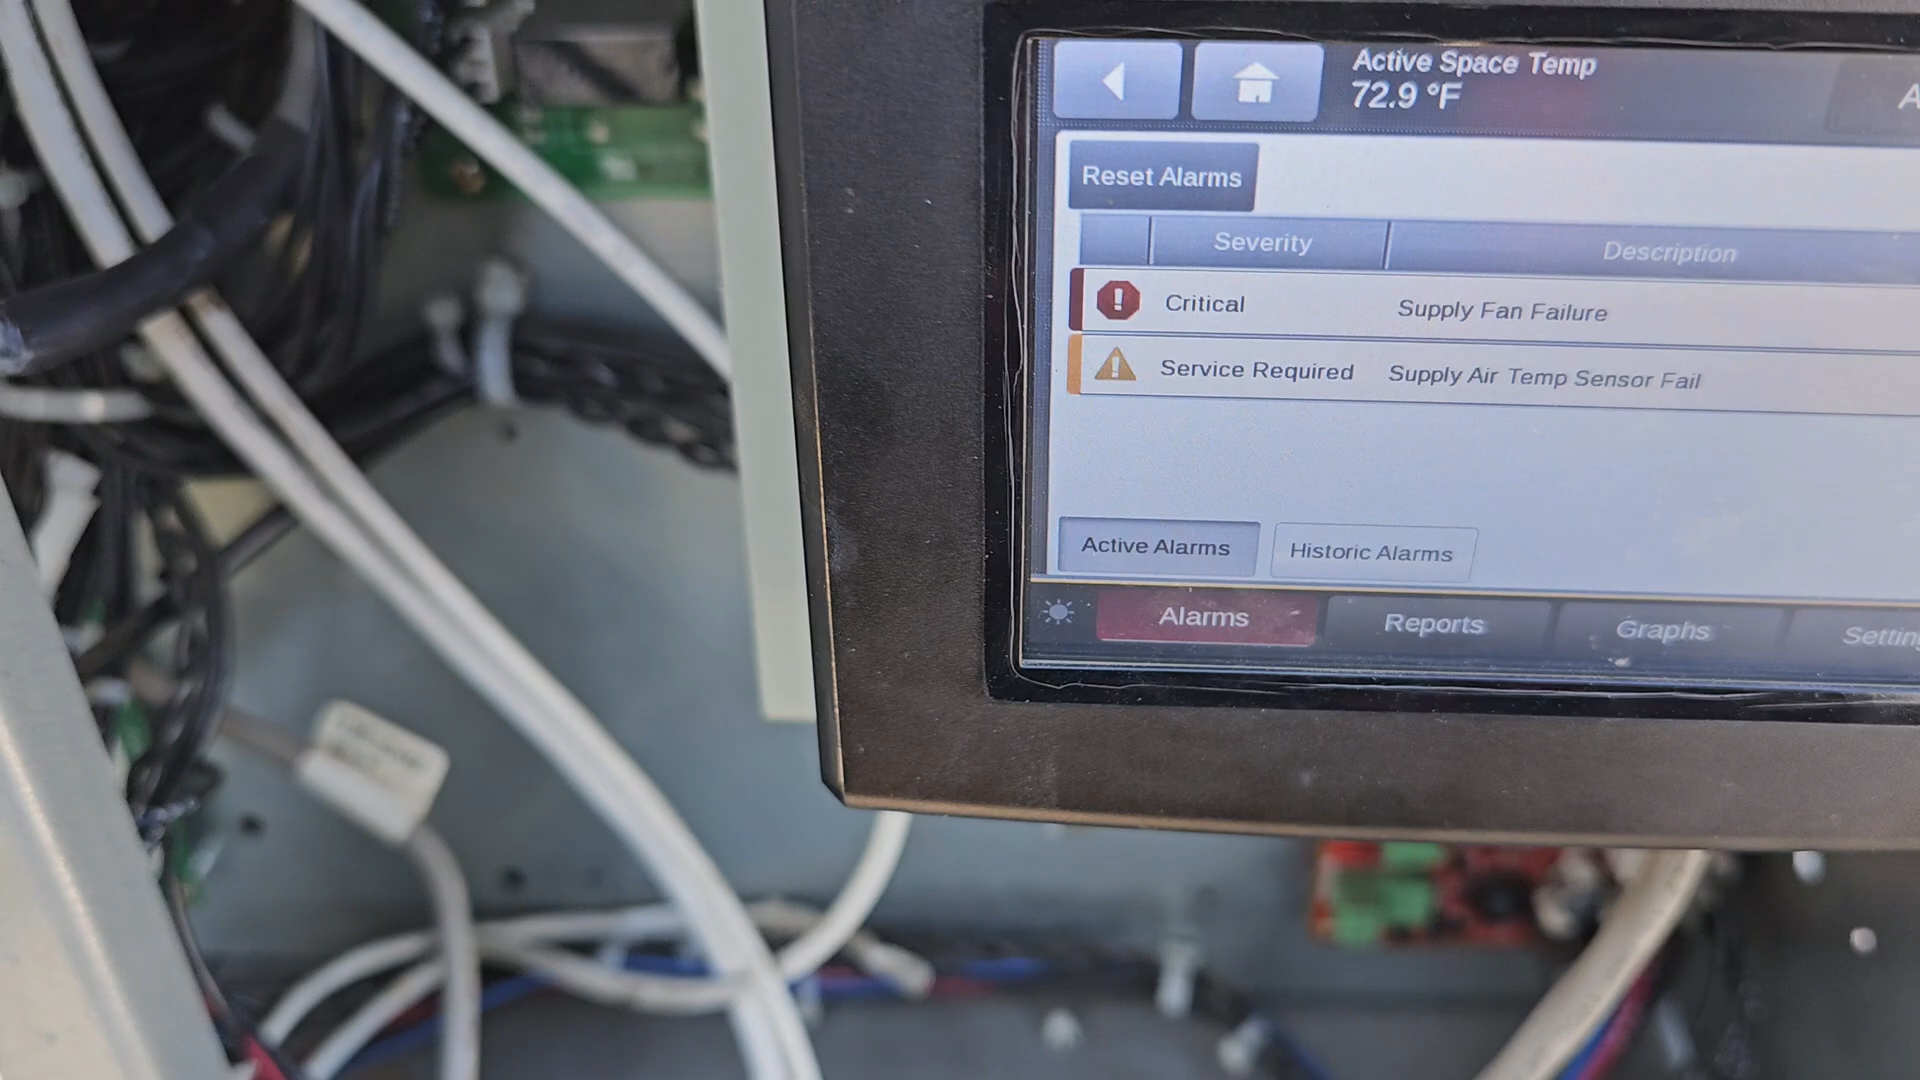 Active Space Temp
72.9 °F
Reset Alarms
Severity Description
Critical Supply Fan Failure
Service Required Supply Air Temp Sensor Fail
Active Alarms Historic Alarms
Alarms Reports Graphs